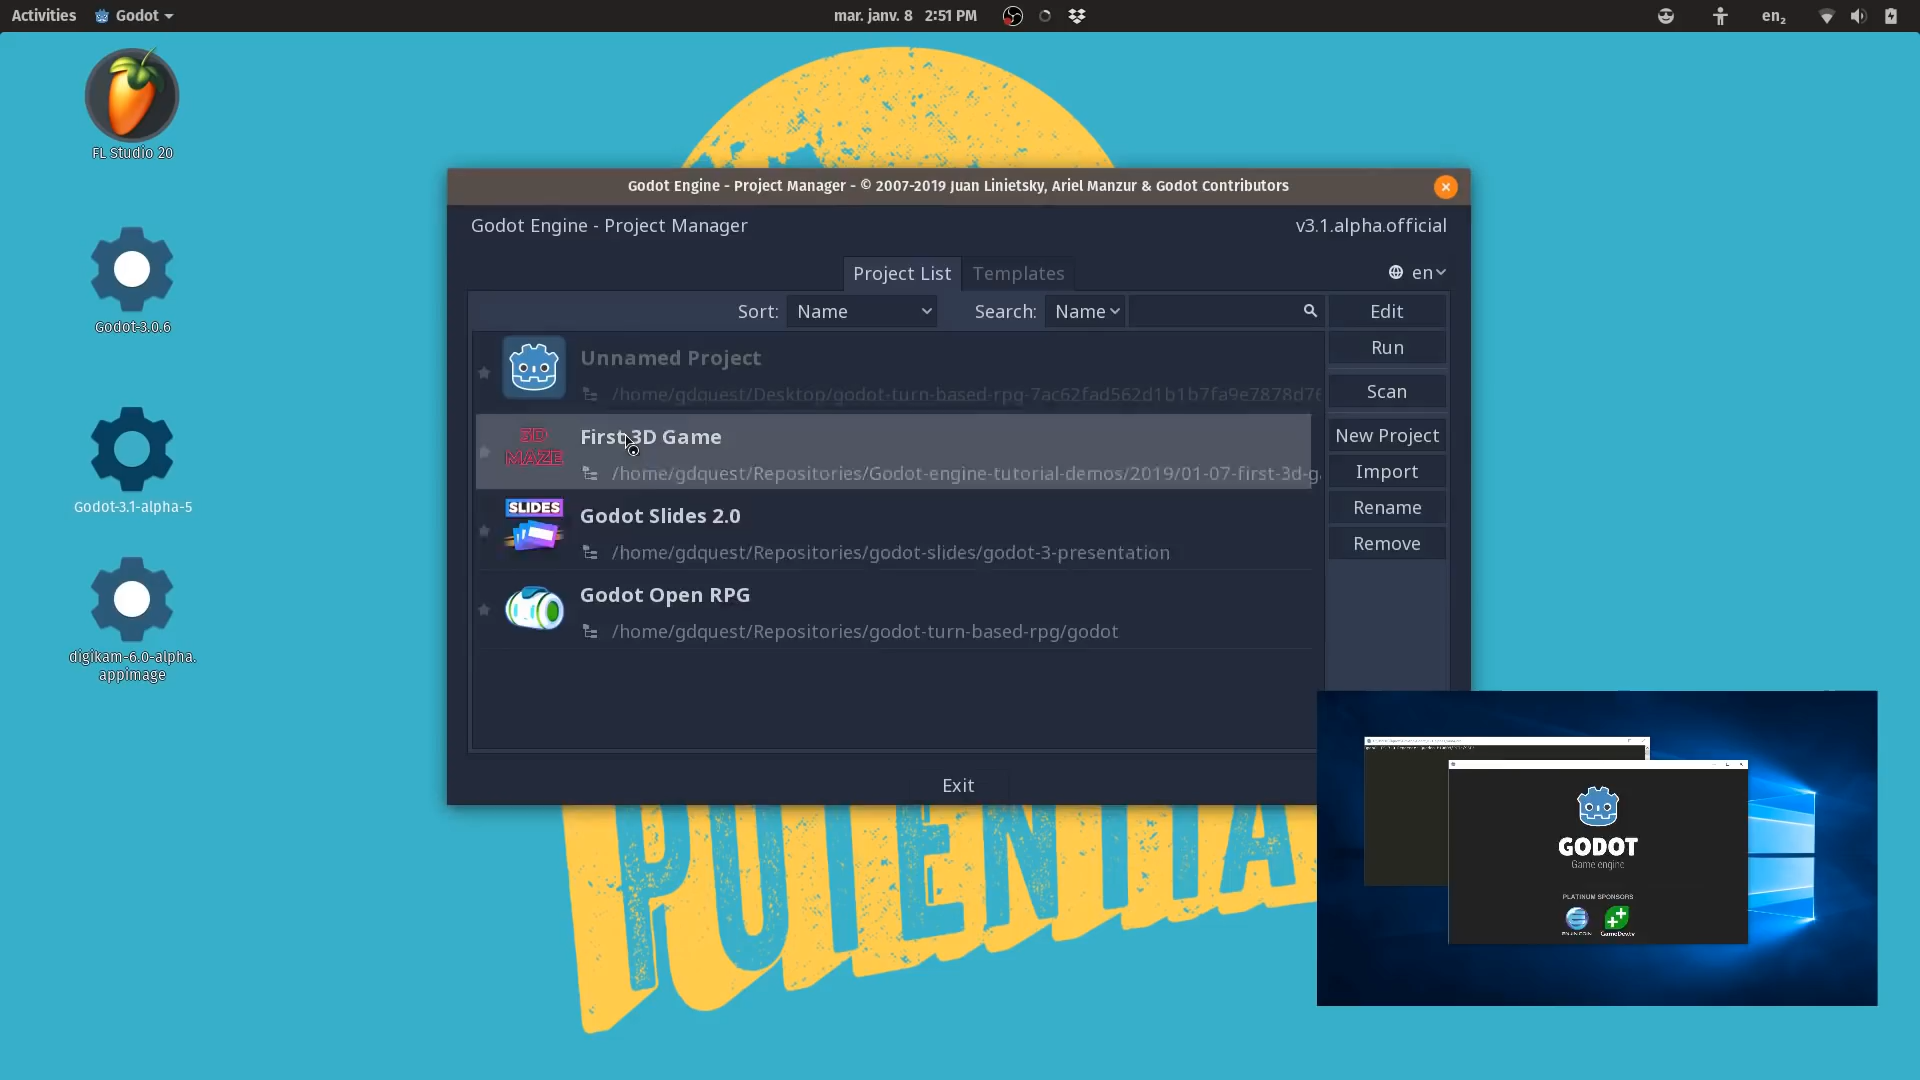 Activities Godot mar. janv. 8 2:51 PM en₂
FL Studio 20
Godot-3.0.6
Godot-3.1-alpha-5
digikam-6.0-alpha.
appimage
Godot Engine - Project Manager - © 2007-2019 Juan Linietsky, Ariel Manzur & Godot Contributors
Godot Engine - Project Manager v3.1.alpha.official
Project List Templates en
Sort: Name Search: Name Edit
Unnamed Project
/home/gdquest/Desktop/godot-turn-based-rpg-7ac62fad562d1b1b7fa9e7878d76
3D
MAZE
First 3D Game
/home/gdquest/Repositories/Godot-engine-tutorial-demos/2019/01-07-first-3d-g
SLIDES
Godot Slides 2.0
/home/gdquest/Repositories/godot-slides/godot-3-presentation
Godot Open RPG
/home/gdquest/Repositories/godot-turn-based-rpg/godot
Run
Scan
New Project
Import
Rename
Remove
Exit
POTENTIA
GODOT
Game engine
PLATINUM SPONSORS
ENJIN COIN GameDev.tv